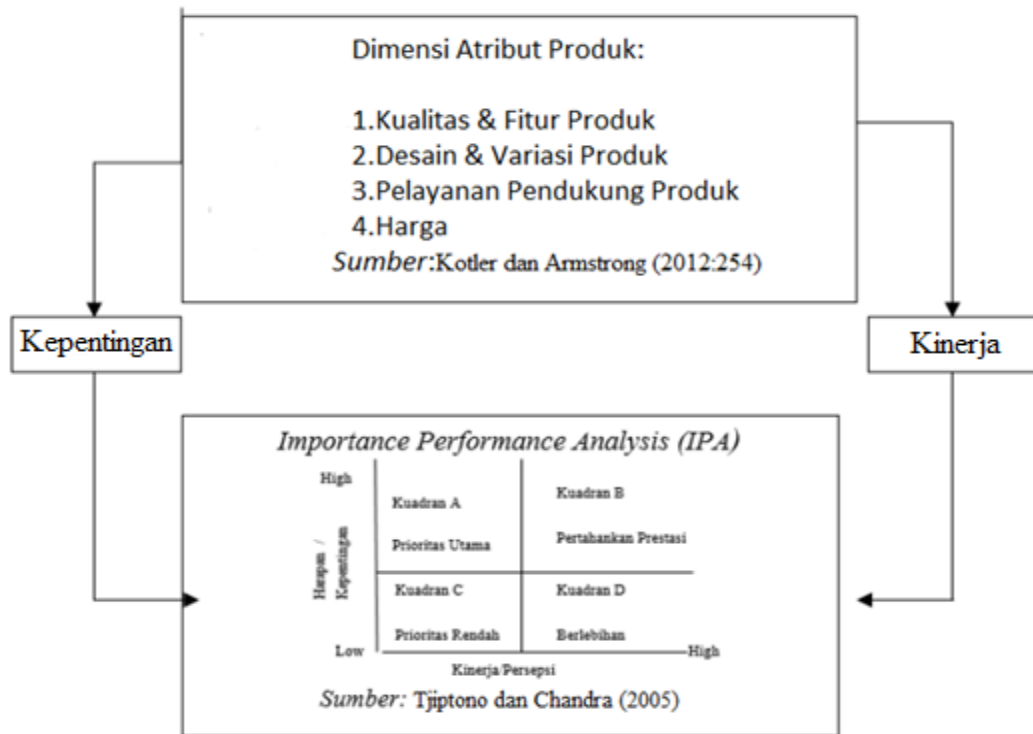 Dimensi Atribut Produk:
1.Kualitas & Fitur Produk
2.Desain & Variasi Produk
3.Pelayanan Pendukung Produk
4.Harga
Sumber:Kotler dan Armstrong (2012:254)
Kepentingan
Kinerja
Importance Performance Analysis (IPA)
High
Harapan /
Kepentingan
Kuadran A
Prioritas Utama
Kuadran B
Pertahankan Prestasi
Kuadran C
Prioritas Rendah
Kuadran D
Berlebihan
Low
High
Kinerja/Persepsi
Sumber: Tjiptono dan Chandra (2005)